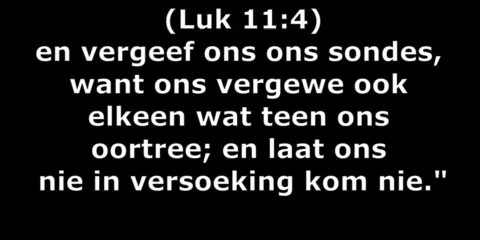 (Luk 11:4)
en vergeef ons ons sondes,
want ons vergewe ook
elkeen wat teen ons
oortree; en laat ons
nie in versoeking kom nie."